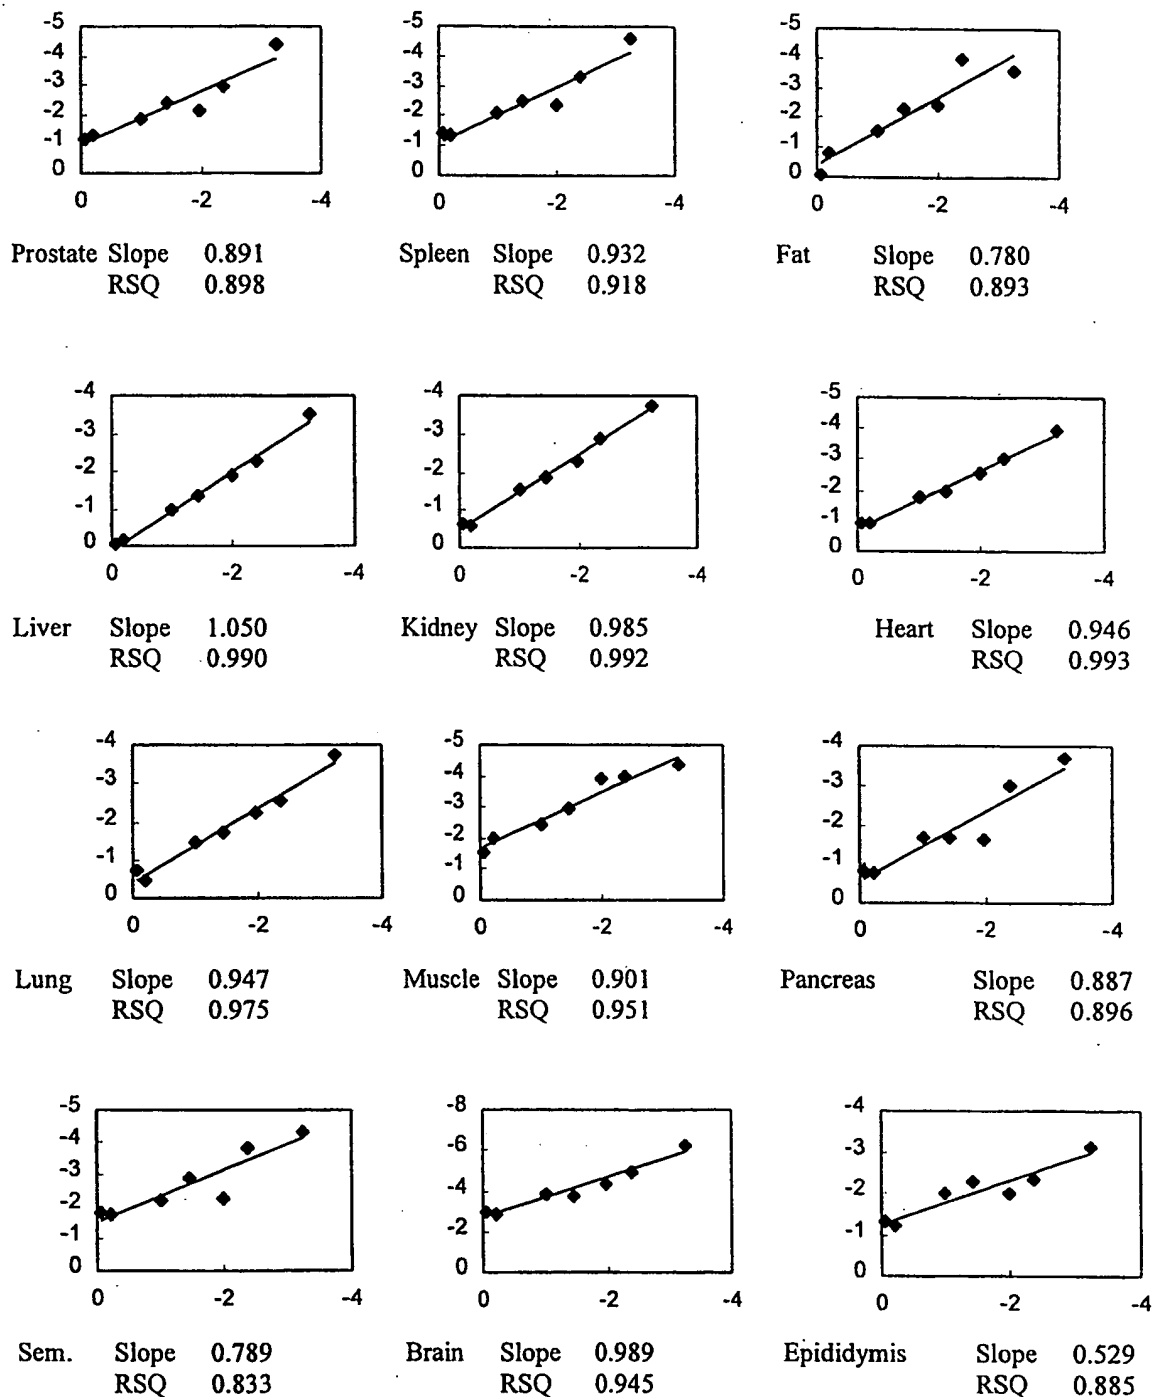 -5 -5 -5
-4 -4 -4
-3 -3 -3
-2 -2 -2
-1 -1 -1
0 0 0
0 -2 -4 0 -2 -4 0 -2 -4
Prostate Slope 0.891 Spleen Slope 0.932 Fat Slope 0.780
RSQ 0.898 RSQ 0.918 RSQ 0.893
-4 -4 -5
-3 -3 -4
-2 -2 -3
-1 -1 -2
0 0 -1
0
0 -2 -4 0 -2 -4 0 -2 -4
Liver Slope 1.050 Kidney Slope 0.985 Heart Slope 0.946
RSQ 0.990 RSQ 0.992 RSQ 0.993
-4 -5 -4
-3 -4 -3
-2 -3 -2
-1 -2 -1
0 -1 0
0
0 -2 -4 0 -2 -4 0 -2 -4
Lung Slope 0.947 Muscle Slope 0.901 Pancreas Slope 0.887
RSQ 0.975 RSQ 0.951 RSQ 0.896
-5 -8 -4
-4 -6 -3
-3 -4 -2
-2 -2 -1
-1 0 0
0
0 -2 -4 0 -2 -4 0 -2 -4
Sem. Slope 0.789 Brain Slope 0.989 Epididymis Slope 0.529
RSQ 0.833 RSQ 0.945 RSQ 0.885